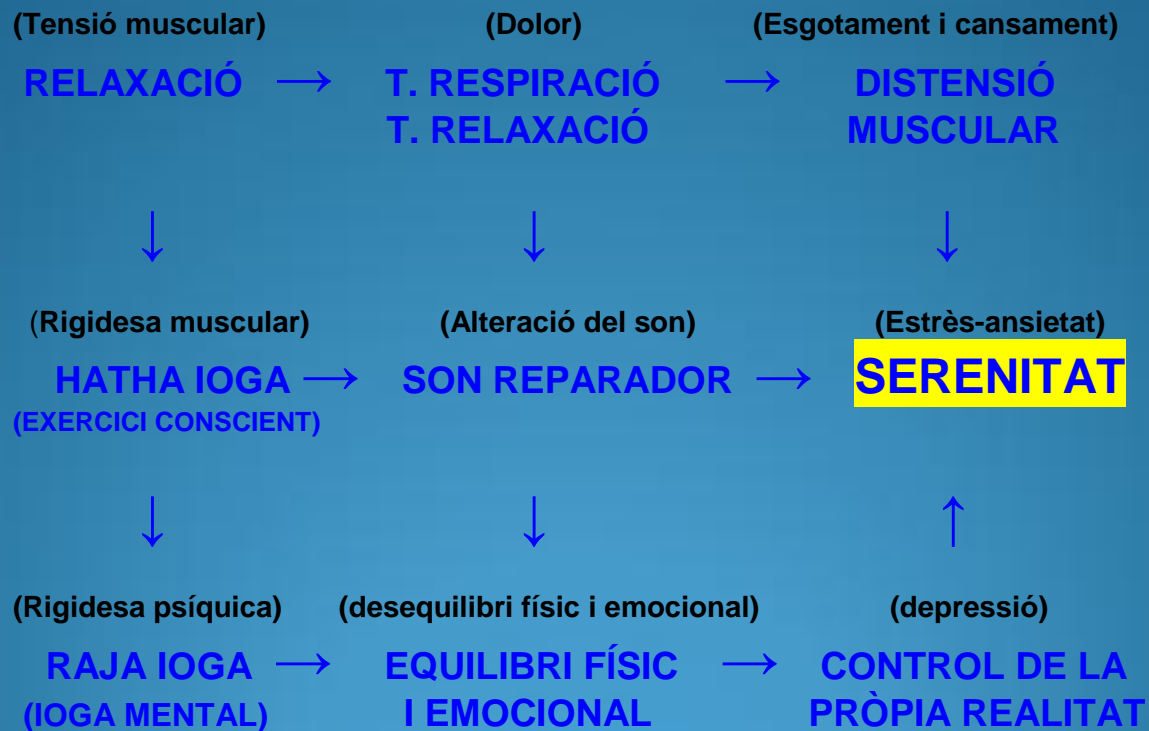 (Tensió muscular) (Dolor) (Esgotament i cansament)
RELAXACIÓ → T. RESPIRACIÓ → DISTENSIÓ
T. RELAXACIÓ MUSCULAR
↓ ↓ ↓
(Rigidesa muscular) (Alteració del son) (Estrès-ansietat)
HATHA IOGA → SON REPARADOR → SERENITAT
(EXERCICI CONSCIENT)
↓ ↓ ↑
(Rigidesa psíquica) (desequilibri físic i emocional) (depressió)
RAJA IOGA → EQUILIBRI FÍSIC → CONTROL DE LA
(IOGA MENTAL) I EMOCIONAL PRÒPIA REALITAT